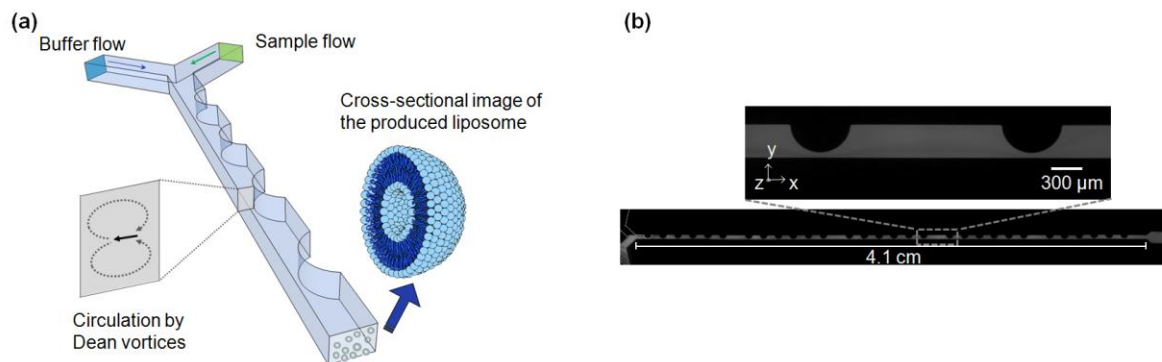 (a)
Buffer flow
Sample flow
Cross-sectional image of
the produced liposome
Circulation by
Dean vortices
(b)
y
z
x
300 µm
4.1 cm